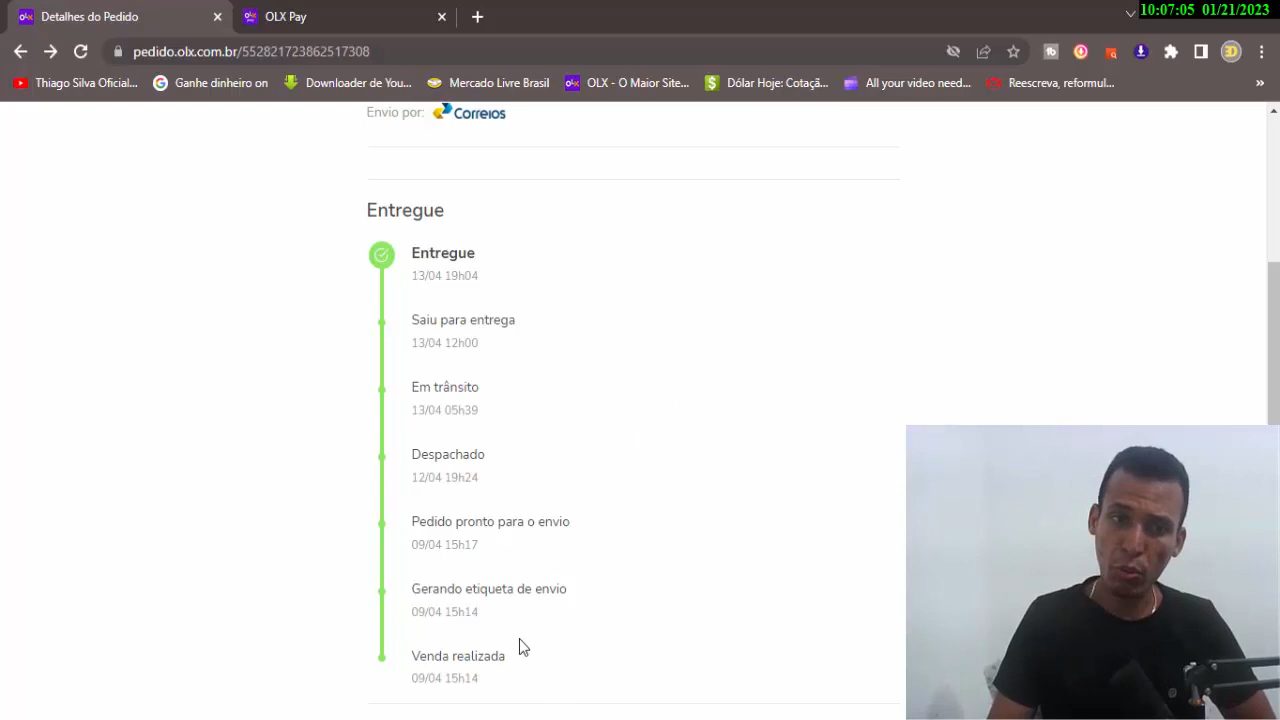 Detalhes do Pedido
OLX Pay
10:07:05 01/21/2023
pedido.olx.com.br/552821723862517308
Thiago Silva Oficial...
Ganhe dinheiro on
Downloader de You...
Mercado Livre Brasil
OLX - O Maior Site...
Dólar Hoje: Cotaçã...
All your video need...
Reescreva, reformul...
Envio por: Correios
Entregue
Entregue
13/04 19h04
Saiu para entrega
13/04 12h00
Em trânsito
13/04 05h39
Despachado
12/04 19h24
Pedido pronto para o envio
09/04 15h17
Gerando etiqueta de envio
09/04 15h14
Venda realizada
09/04 15h14